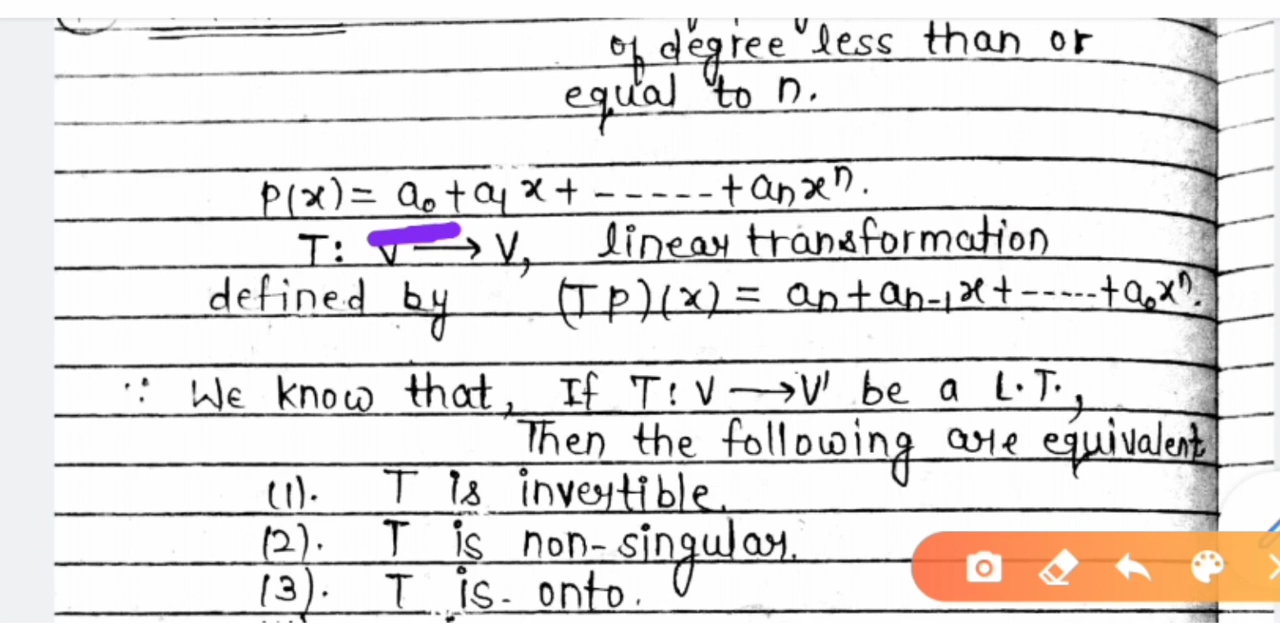 of degree less than or
equal to n.
p(x) = a₀ + a₁x + ------ + aₙxⁿ.
T: V ⟶ V, linear transformation
defined by (Tp)(x) = aₙ + aₙ₋₁x + ----- + a₀xⁿ.
∵ We know that, If T: V ⟶ V' be a L.T.,
Then the following are equivalent
(1). T is invertible.
(2). T is non-singular.
(3). T is onto.